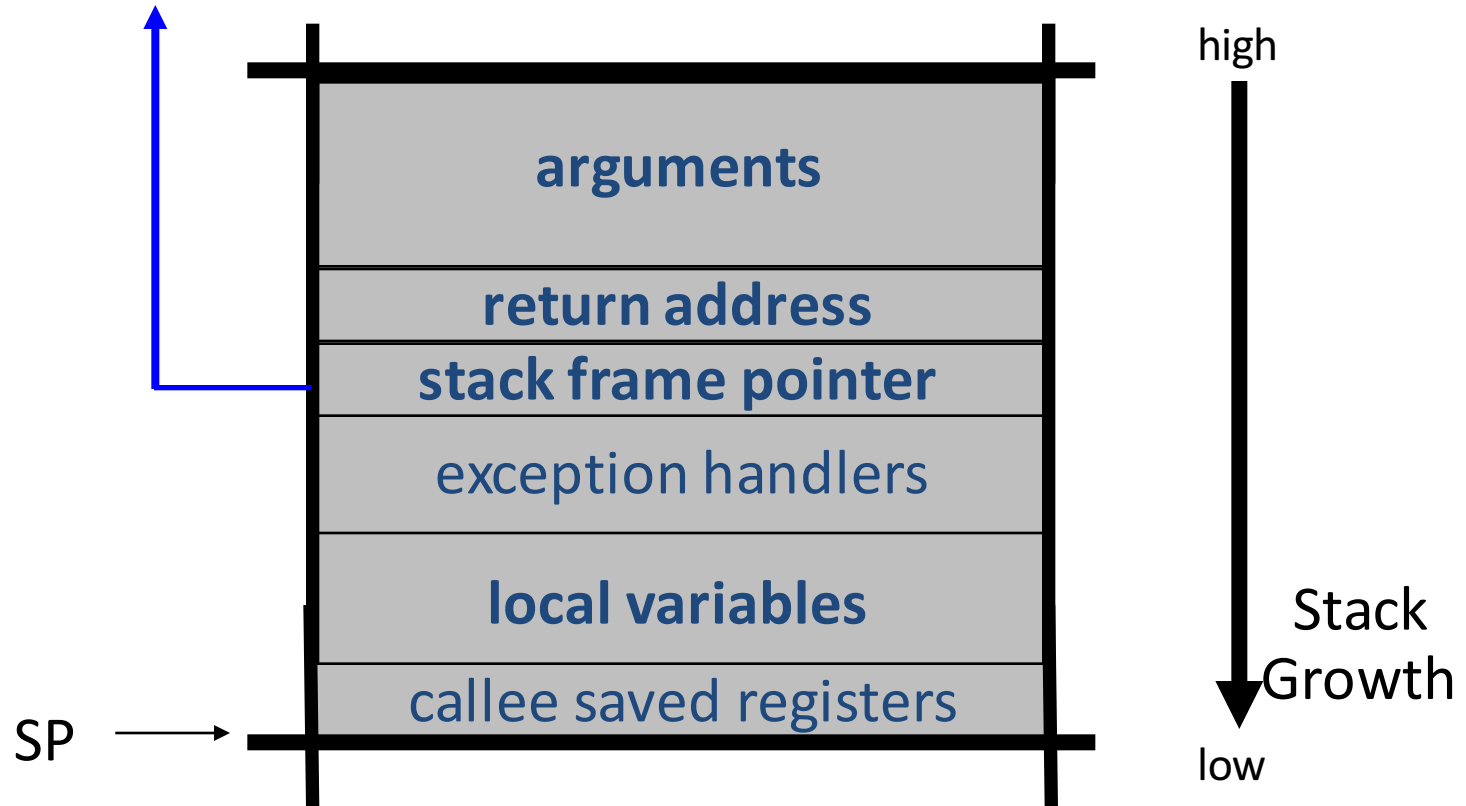 high
arguments
return address
stack frame pointer
exception handlers
local variables
Stack
Growth
callee saved registers
SP
low